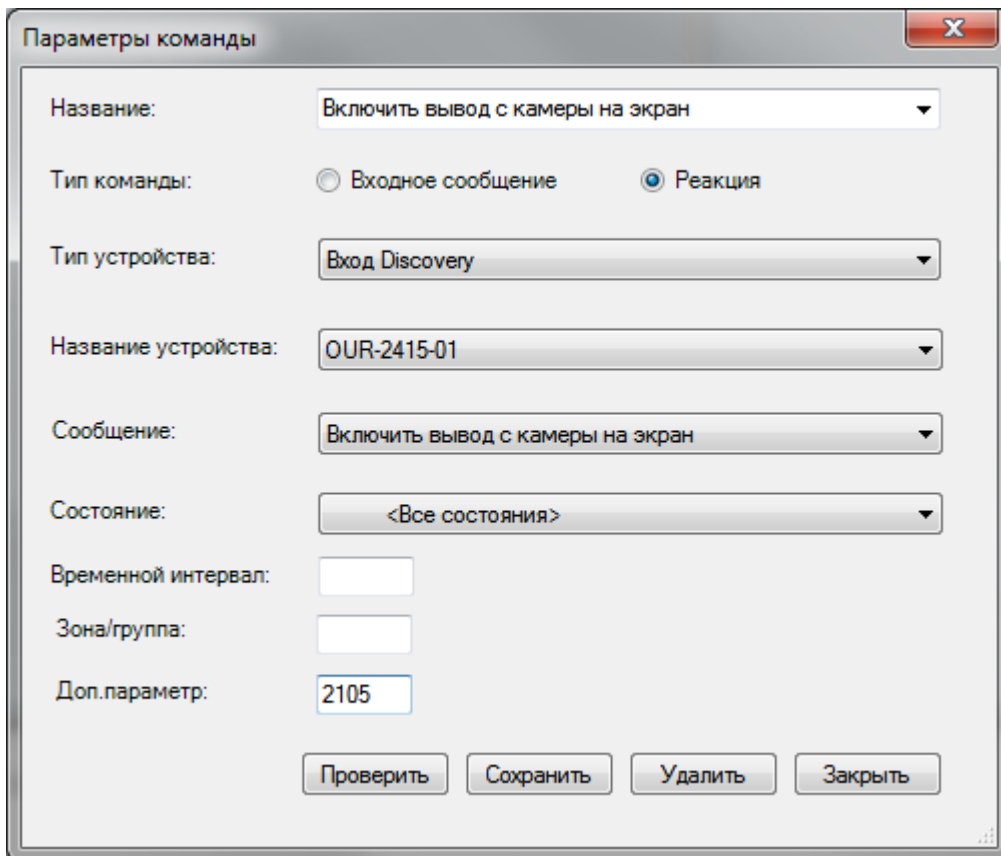 Параметры команды
Название: Включить вывод с камеры на экран
Тип команды: Входное сообщение Реакция
Тип устройства: Вход Discovery
Название устройства: OUR-2415-01
Сообщение: Включить вывод с камеры на экран
Состояние: <Все состояния>
Временной интервал:
Зона/группа:
Доп.параметр: 2105
Проверить Сохранить Удалить Закрыть